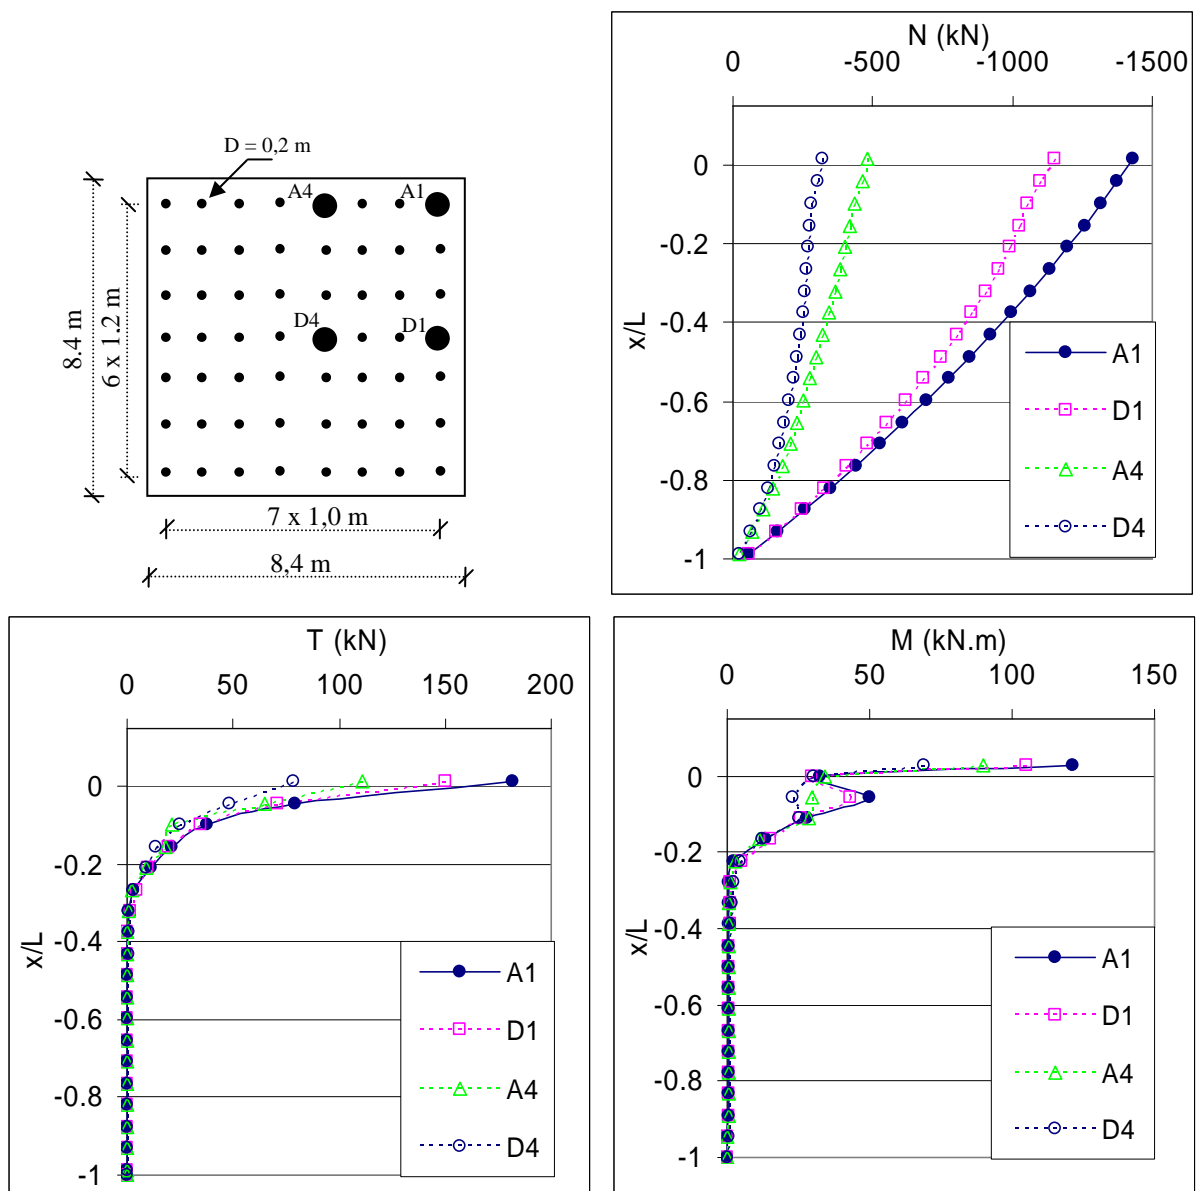 D = 0,2 m
A4
A1
D4
D1
8.4 m
6 x 1.2 m
7 x 1,0 m
8,4 m
N (kN)
0 -500 -1000 -1500
0
-0.2
-0.4
-0.6
-0.8
-1
x/L
A1
D1
A4
D4
T (kN)
0 50 100 150 200
0
-0.2
-0.4
-0.6
-0.8
-1
x/L
A1
D1
A4
D4
M (kN.m)
0 50 100 150
0
-0.2
-0.4
-0.6
-0.8
-1
x/L
A1
D1
A4
D4